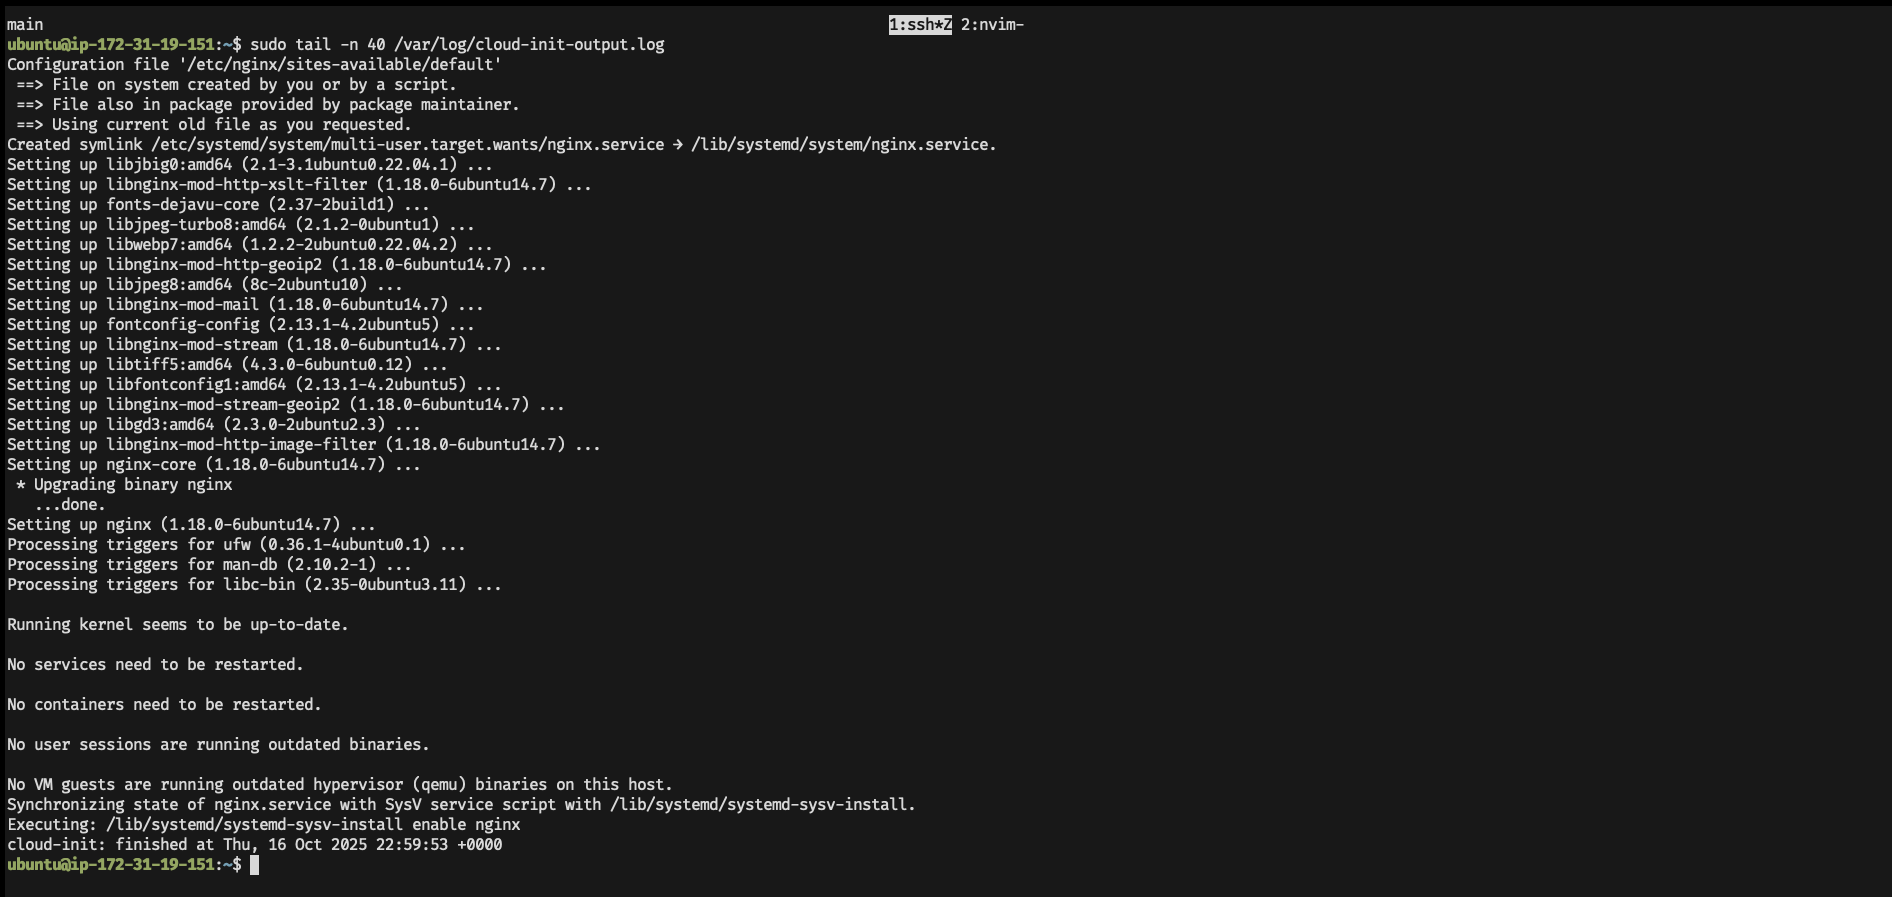 main 1:ssh*Z 2:nvim-
ubuntu@ip-172-31-19-151:~$ sudo tail -n 40 /var/log/cloud-init-output.log
Configuration file '/etc/nginx/sites-available/default'
 ==> File on system created by you or by a script.
 ==> File also in package provided by package maintainer.
 ==> Using current old file as you requested.
Created symlink /etc/systemd/system/multi-user.target.wants/nginx.service → /lib/systemd/system/nginx.service.
Setting up libjbig0:amd64 (2.1-3.1ubuntu0.22.04.1) ...
Setting up libnginx-mod-http-xslt-filter (1.18.0-6ubuntu14.7) ...
Setting up fonts-dejavu-core (2.37-2build1) ...
Setting up libjpeg-turbo8:amd64 (2.1.2-0ubuntu1) ...
Setting up libwebp7:amd64 (1.2.2-2ubuntu0.22.04.2) ...
Setting up libnginx-mod-http-geoip2 (1.18.0-6ubuntu14.7) ...
Setting up libjpeg8:amd64 (8c-2ubuntu10) ...
Setting up libnginx-mod-mail (1.18.0-6ubuntu14.7) ...
Setting up fontconfig-config (2.13.1-4.2ubuntu5) ...
Setting up libnginx-mod-stream (1.18.0-6ubuntu14.7) ...
Setting up libtiff5:amd64 (4.3.0-6ubuntu0.12) ...
Setting up libfontconfig1:amd64 (2.13.1-4.2ubuntu5) ...
Setting up libnginx-mod-stream-geoip2 (1.18.0-6ubuntu14.7) ...
Setting up libgd3:amd64 (2.3.0-2ubuntu2.3) ...
Setting up libnginx-mod-http-image-filter (1.18.0-6ubuntu14.7) ...
Setting up nginx-core (1.18.0-6ubuntu14.7) ...
 * Upgrading binary nginx
   ...done.
Setting up nginx (1.18.0-6ubuntu14.7) ...
Processing triggers for ufw (0.36.1-4ubuntu0.1) ...
Processing triggers for man-db (2.10.2-1) ...
Processing triggers for libc-bin (2.35-0ubuntu3.11) ...
Running kernel seems to be up-to-date.
No services need to be restarted.
No containers need to be restarted.
No user sessions are running outdated binaries.
No VM guests are running outdated hypervisor (qemu) binaries on this host.
Synchronizing state of nginx.service with SysV service script with /lib/systemd/systemd-sysv-install.
Executing: /lib/systemd/systemd-sysv-install enable nginx
cloud-init: finished at Thu, 16 Oct 2025 22:59:53 +0000
ubuntu@ip-172-31-19-151:~$